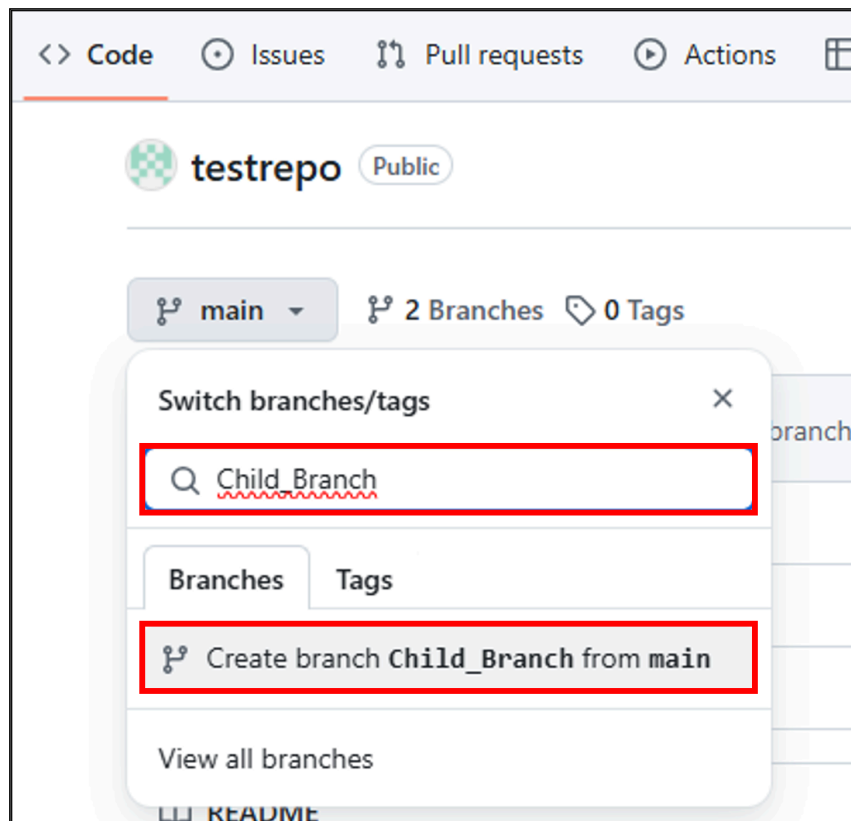 Code Issues Pull requests Actions
testrepo Public
main 2 Branches 0 Tags
Switch branches/tags
branch
Child_Branch
Branches Tags
Create branch Child_Branch from main
View all branches
README